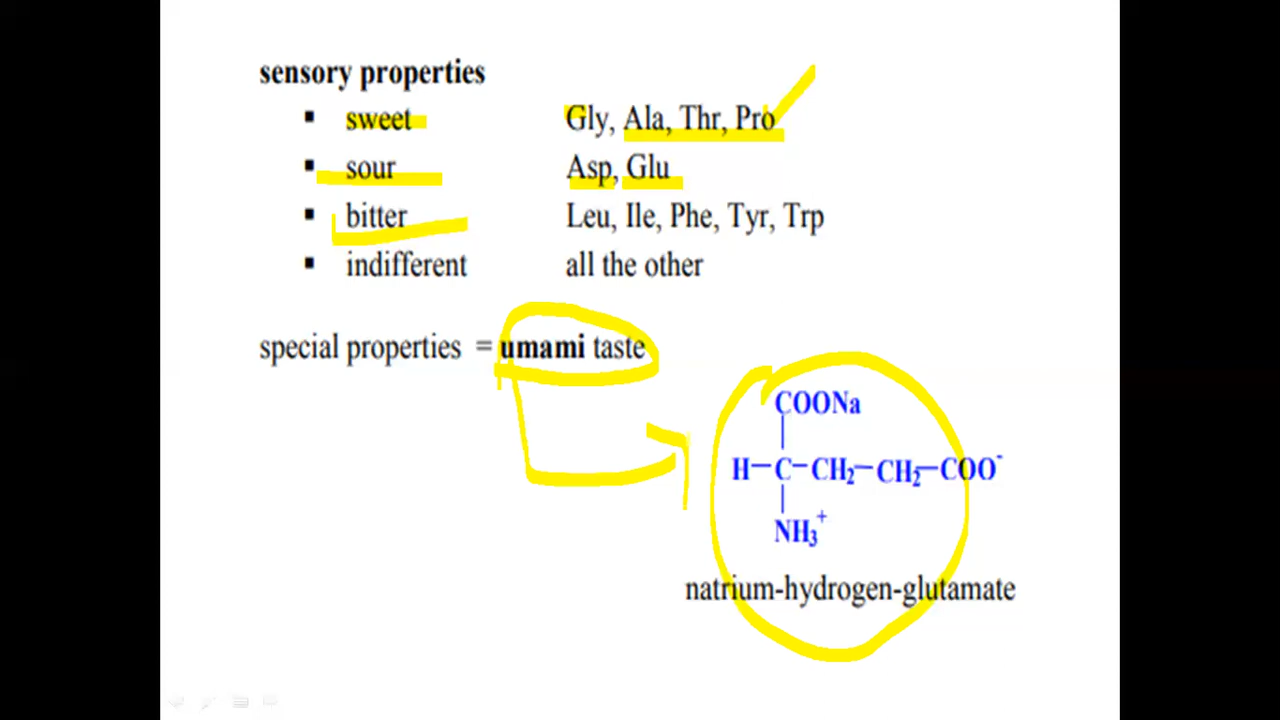 sensory properties
▪ sweet Gly, Ala, Thr, Pro
▪ sour Asp, Glu
▪ bitter Leu, Ile, Phe, Tyr, Trp
▪ indifferent all the other
special properties = umami taste
COONa
H—C—CH₂—CH₂—COO⁻
NH₃⁺
natrium-hydrogen-glutamate